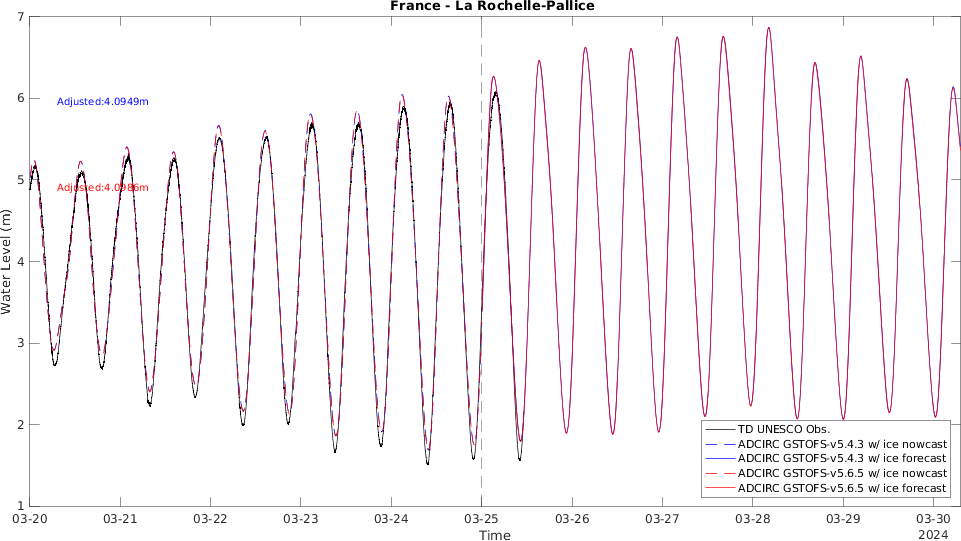 France - La Rochelle-Pallice
7
6
5
4
3
2
1
Water Level (m)
Adjusted:4.0949m
Adjusted:4.0986m
TD UNESCO Obs.
ADCIRC GSTOFS-v5.4.3 w/ ice nowcast
ADCIRC GSTOFS-v5.4.3 w/ ice forecast
ADCIRC GSTOFS-v5.6.5 w/ ice nowcast
ADCIRC GSTOFS-v5.6.5 w/ ice forecast
03-20 03-21 03-22 03-23 03-24 03-25 03-26 03-27 03-28 03-29 03-30
Time
2024